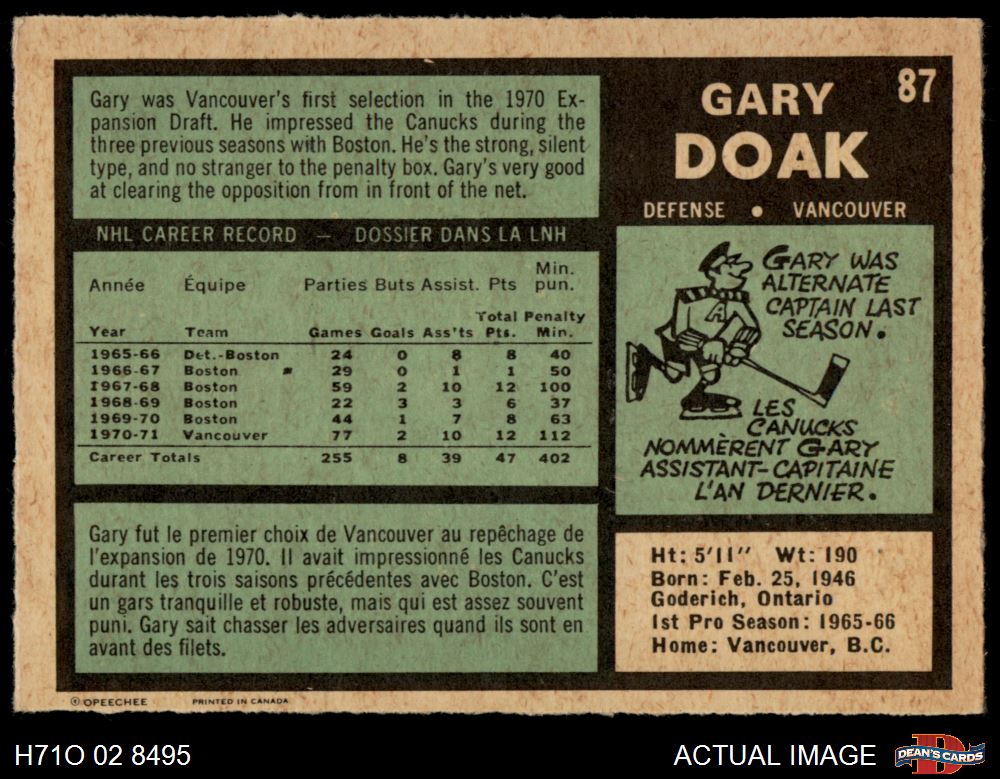 Gary was Vancouver's first selection in the 1970 Ex-
pansion Draft. He impressed the Canucks during the
three previous seasons with Boston. He's the strong, silent
type, and no stranger to the penalty box. Gary's very good
at clearing the opposition from in front of the net.
87
GARY
DOAK
DEFENSE • VANCOUVER
NHL CAREER RECORD — DOSSIER DANS LA LNH
Année Équipe Parties Buts Assist. Pts Min. pun.
Year Team Games Goals Ass'ts Total Pts. Penalty Min.
1965-66 Det.-Boston 24 0 8 8 40
1966-67 Boston 29 0 1 1 50
1967-68 Boston 59 2 10 12 100
1968-69 Boston 22 3 3 6 37
1969-70 Boston 44 1 7 8 63
1970-71 Vancouver 77 2 10 12 112
Career Totals 255 8 39 47 402
GARY WAS
ALTERNATE
CAPTAIN LAST
SEASON.
A
LES
CANUCKS
NOMMÈRENT GARY
ASSISTANT-CAPITAINE
L'AN DERNIER.
Gary fut le premier choix de Vancouver au repêchage de
l'expansion de 1970. Il avait impressionné les Canucks
durant les trois saisons précédentes avec Boston. C'est
un gars tranquille et robuste, mais qui est assez souvent
puni. Gary sait chasser les adversaires quand ils sont en
avant des filets.
Ht: 5'11" Wt: 190
Born: Feb. 25, 1946
Goderich, Ontario
1st Pro Season: 1965-66
Home: Vancouver, B.C.
© OPEECHEE PRINTED IN CANADA
H71O 02 8495
ACTUAL IMAGE
D
DEAN'S CARDS